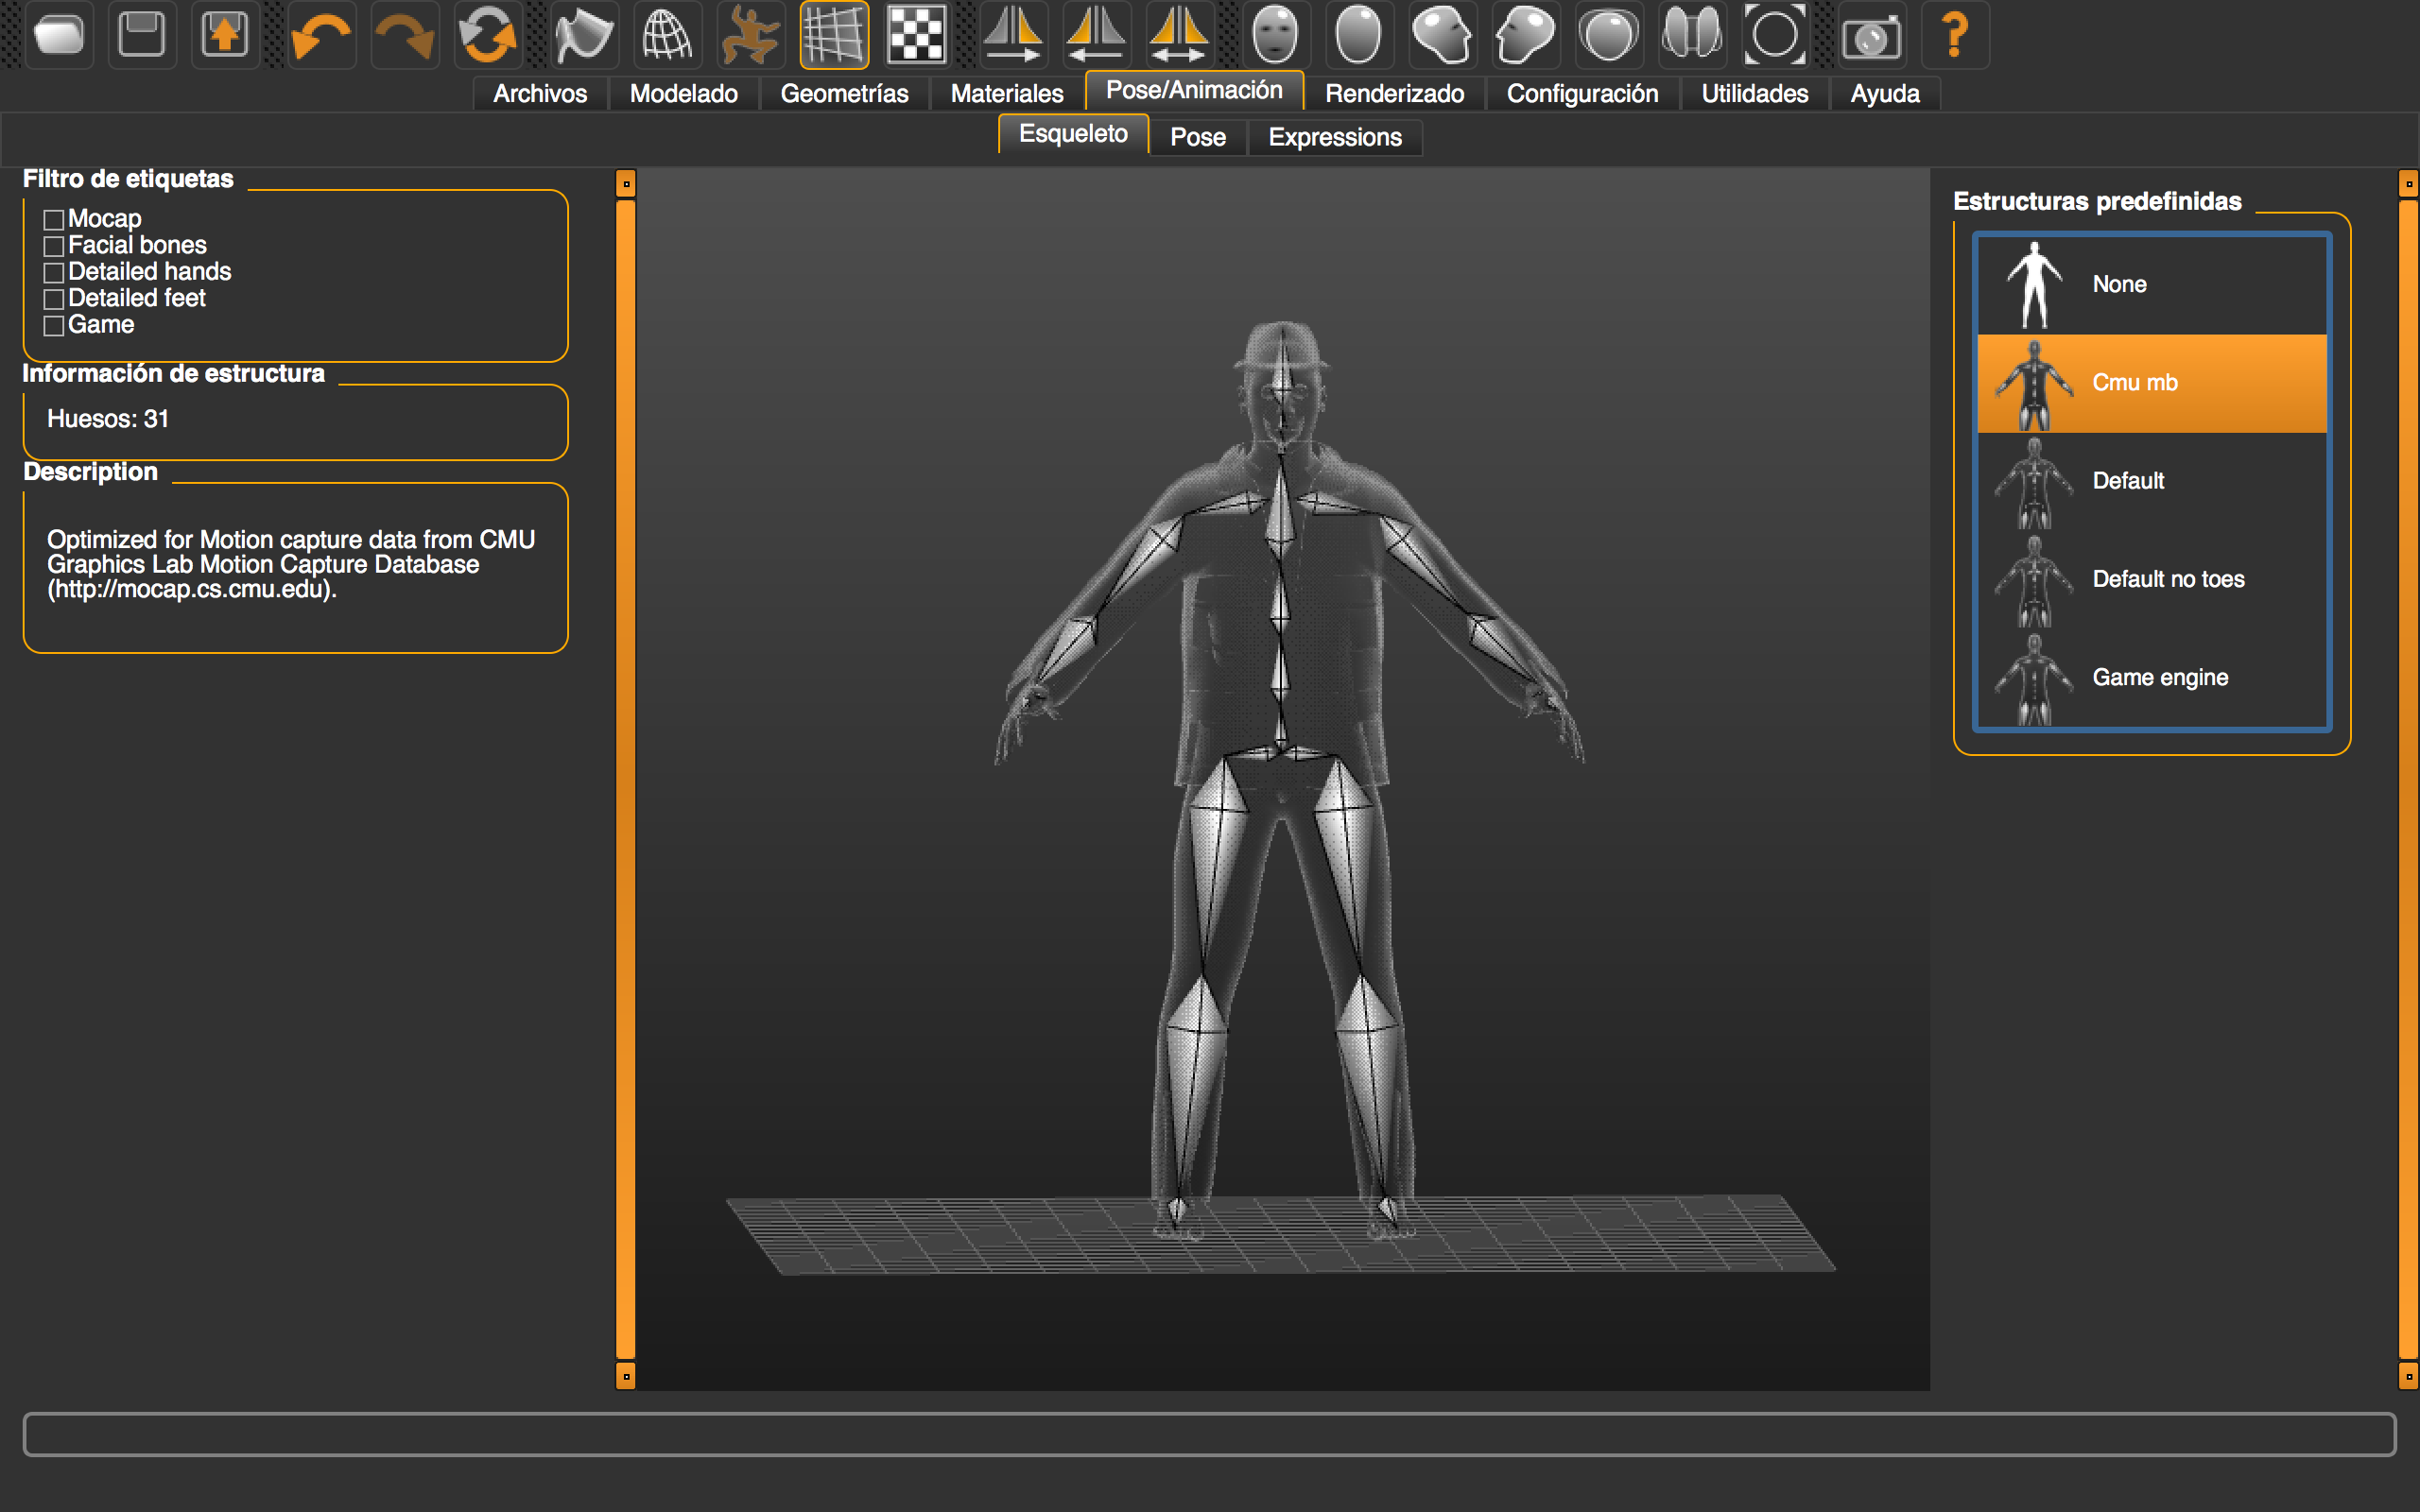 Archivos
Modelado
Geometrías
Materiales
Pose/Animación
Renderizado
Configuración
Utilidades
Ayuda
Esqueleto
Pose
Expressions
Filtro de etiquetas
Mocap
Facial bones
Detailed hands
Detailed feet
Game
Información de estructura
Huesos: 31
Description
Optimized for Motion capture data from CMU
Graphics Lab Motion Capture Database
(http://mocap.cs.cmu.edu).
Estructuras predefinidas
None
Cmu mb
Default
Default no toes
Game engine